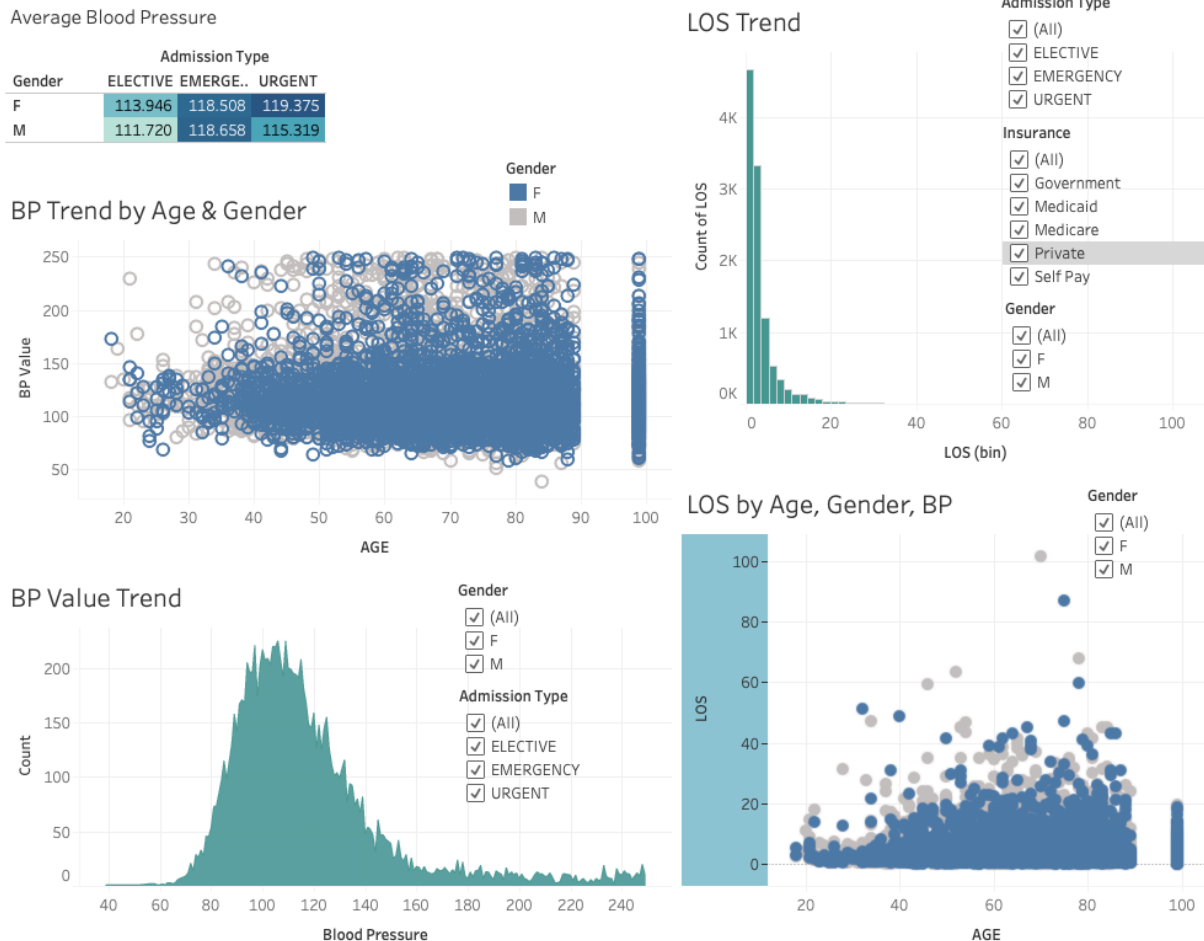 Average Blood Pressure
Admission Type
Gender ELECTIVE EMERGE.. URGENT
F 113.946 118.508 119.375
M 111.720 118.658 115.319
Gender
F
M
BP Trend by Age & Gender
BP Value
250
200
150
100
50
20 30 40 50 60 70 80 90 100
AGE
BP Value Trend
Gender
(All)
F
M
Admission Type
(All)
ELECTIVE
EMERGENCY
URGENT
Count
200
150
100
50
0
40 60 80 100 120 140 160 180 200 220 240
Blood Pressure
LOS Trend
Admission Type
(All)
ELECTIVE
EMERGENCY
URGENT
Insurance
(All)
Government
Medicaid
Medicare
Private
Self Pay
Gender
(All)
F
M
Count of LOS
4K
3K
2K
1K
0K
0 20 40 60 80 100
LOS (bin)
LOS by Age, Gender, BP
Gender
(All)
F
M
LOS
100
80
60
40
20
0
20 40 60 80 100
AGE